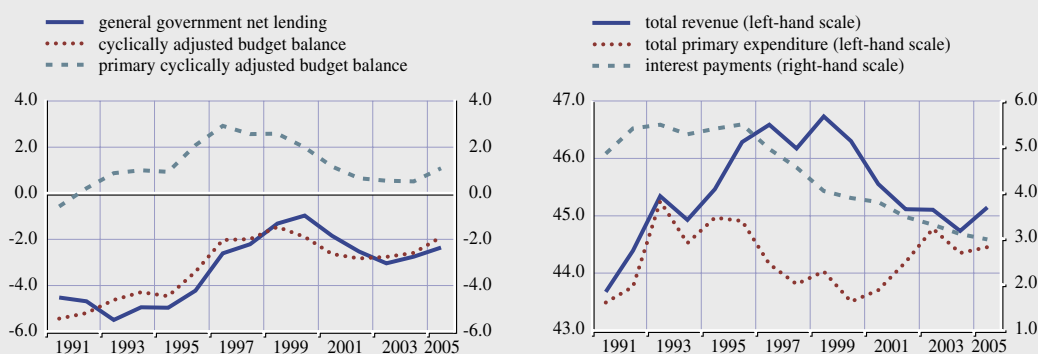 general government net lending
cyclically adjusted budget balance
primary cyclically adjusted budget balance
4.0 4.0
2.0 2.0
0.0 0.0
-2.0 -2.0
-4.0 -4.0
-6.0 -6.0
1991 1993 1995 1997 1999 2001 2003 2005
total revenue (left-hand scale)
total primary expenditure (left-hand scale)
interest payments (right-hand scale)
47.0 6.0
5.0
46.0
4.0
45.0
3.0
44.0
2.0
43.0 1.0
1991 1993 1995 1997 1999 2001 2003 2005